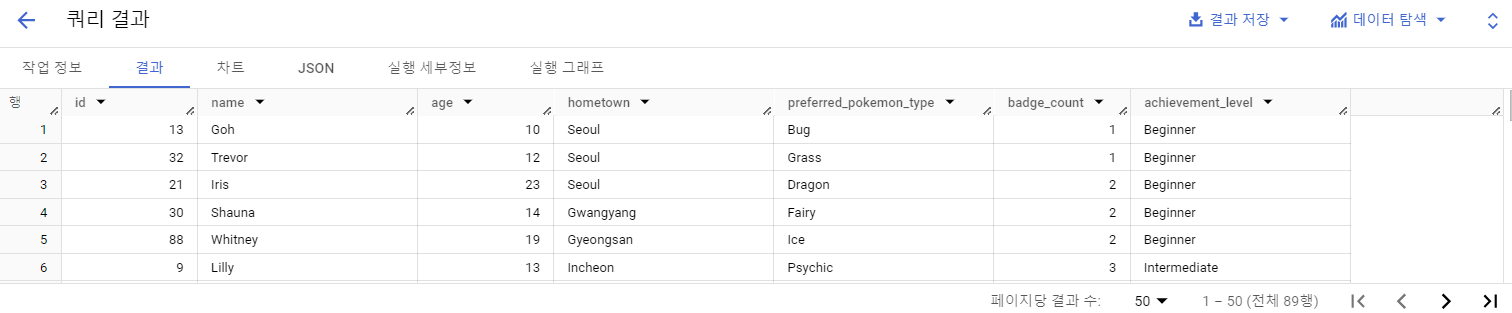 쿼리 결과 결과 저장 데이터 탐색
작업 정보 결과 차트 JSON 실행 세부정보 실행 그래프
행 id name age hometown preferred_pokemon_type badge_count achievement_level
1 13 Goh 10 Seoul Bug 1 Beginner
2 32 Trevor 12 Seoul Grass 1 Beginner
3 21 Iris 23 Seoul Dragon 2 Beginner
4 30 Shauna 14 Gwangyang Fairy 2 Beginner
5 88 Whitney 19 Gyeongsan Ice 2 Beginner
6 9 Lilly 13 Incheon Psychic 3 Intermediate
페이지당 결과 수: 50 1 – 50 (전체 89행)